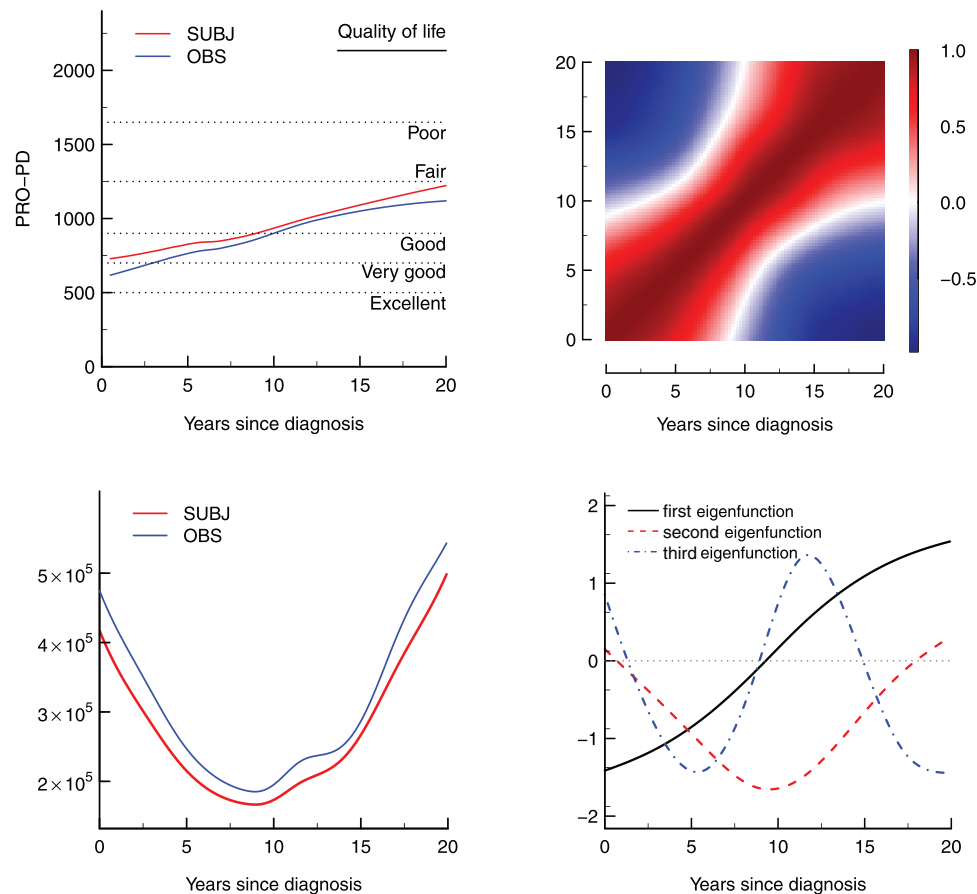 SUBJ
OBS
Quality of life
Poor
Fair
Good
Very good
Excellent
PRO−PD
2000
1500
1000
500
0
0 5 10 15 20
Years since diagnosis
20
15
10
5
0
0 5 10 15 20
Years since diagnosis
1.0
0.5
0.0
−0.5
SUBJ
OBS
5 × 10⁵
4 × 10⁵
3 × 10⁵
2 × 10⁵
0 5 10 15 20
Years since diagnosis
first eigenfunction
second eigenfunction
third eigenfunction
2
1
0
−1
−2
0 5 10 15 20
Years since diagnosis